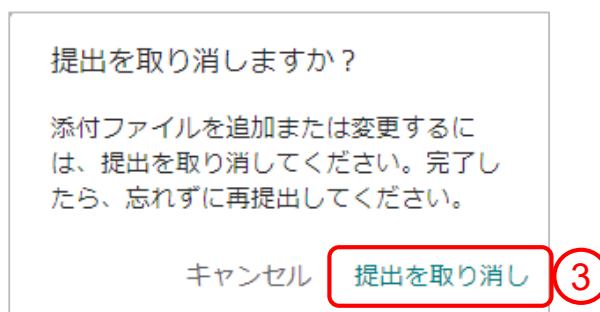 提出を取り消しますか？
添付ファイルを追加または変更するに
は、提出を取り消してください。完了し
たら、忘れずに再提出してください。
キャンセル 提出を取り消し ③